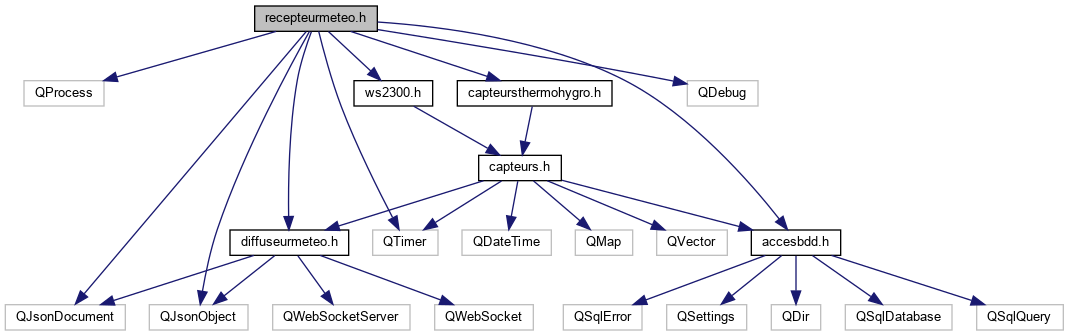 recepteurmeteo.h
QProcess
ws2300.h
capteursthermohygro.h
QDebug
capteurs.h
diffuseurmeteo.h
QTimer
QDateTime
QMap
QVector
accesbdd.h
QJsonDocument
QJsonObject
QWebSocketServer
QWebSocket
QSqlError
QSettings
QDir
QSqlDatabase
QSqlQuery